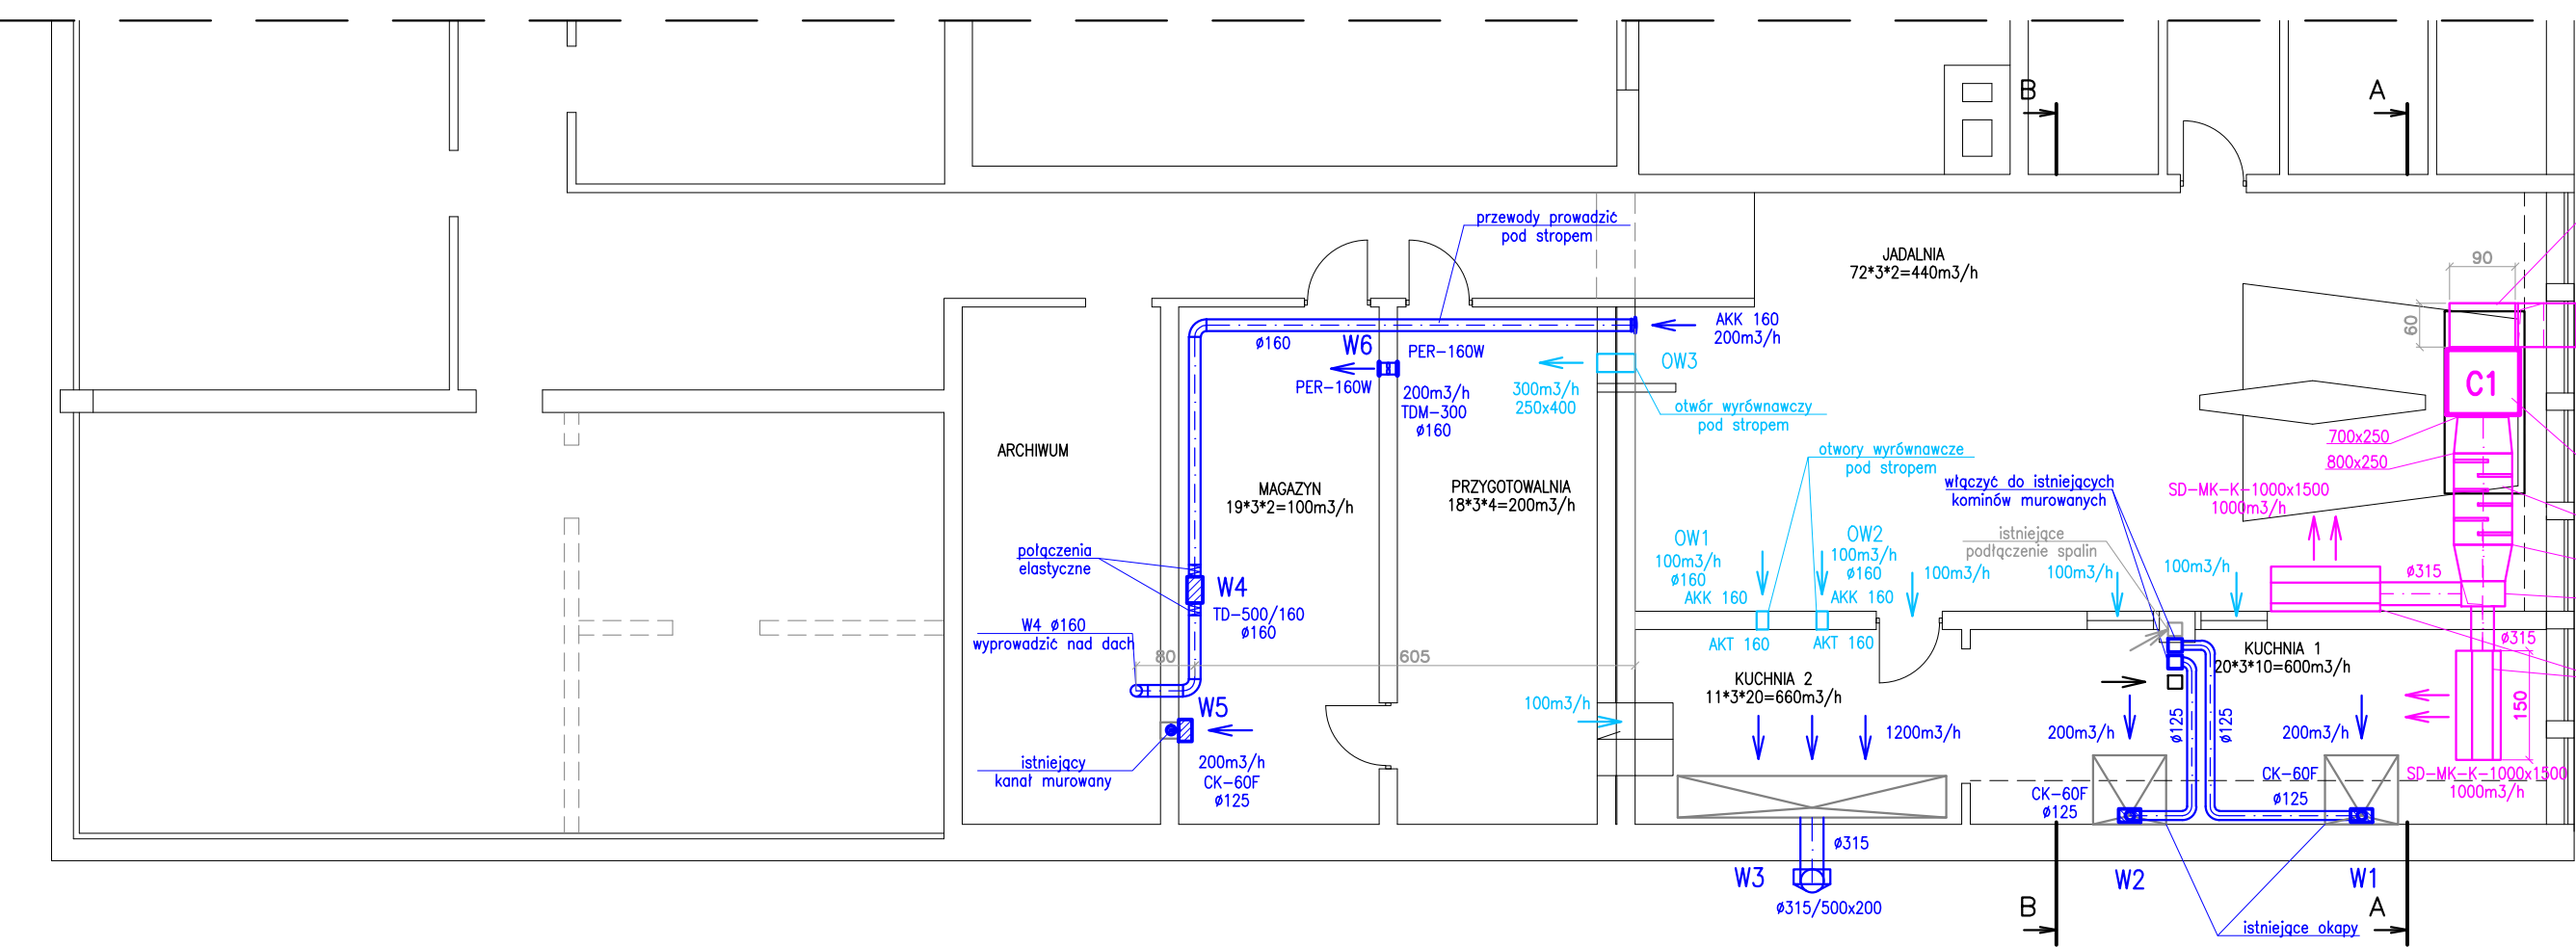 B
A
przewody prowadzić
pod stropem
JADALNIA
72*3*2=440m3/h
90
60
AKK 160
200m3/h
ø160
W6
PER-160W
PER-160W
200m3/h
TDM-300
ø160
OW3
300m3/h
250x400
otwór wyrównawczy
pod stropem
C1
700x250
800x250
ARCHIWUM
MAGAZYN
19*3*2=100m3/h
PRZYGOTOWALNIA
18*3*4=200m3/h
otwory wyrównawcze
pod stropem
włączyć do istniejących
kominów murowanych
SD-MK-K-1000x1500
1000m3/h
istniejące
podłączenie spalin
OW1
100m3/h
ø160
AKK 160
OW2
100m3/h
ø160
AKK 160
100m3/h
100m3/h
100m3/h
ø315
połączenia
elastyczne
W4
TD-500/160
ø160
W4 ø160
wyprowadzić nad dach
80
605
AKT 160
AKT 160
ø315
KUCHNIA 1
20*3*10=600m3/h
KUCHNIA 2
11*3*20=660m3/h
100m3/h
W5
200m3/h
CK-60F
ø125
istniejący
kanał murowany
1200m3/h
200m3/h
ø125
ø125
200m3/h
150
CK-60F
ø125
CK-60F
ø125
SD-MK-K-1000x1500
1000m3/h
ø315
W3
ø315/500x200
W2
W1
B
A
istniejące okapy